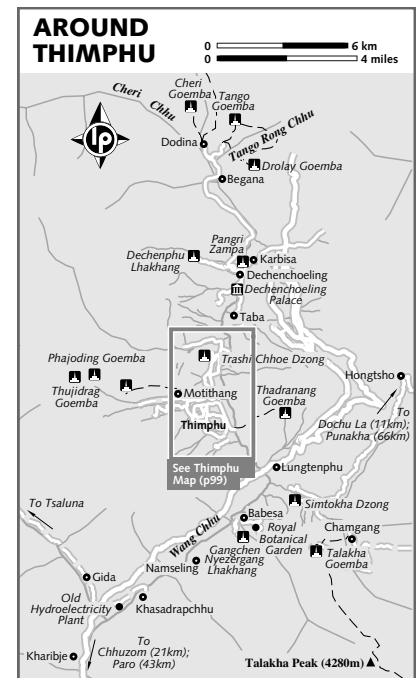 AROUND
THIMPHU
0 6 km
0 4 miles
Cheri
Goemba
Tango
Goemba
Cheri Chhu
lp
Dodina
Tango Rong Chhu
Drolay Goemba
Begana
Pangri
Zampa
Karbisa
Dechenphu
Lhakhang
Dechenchoeling
Dechenchoeling
Palace
Taba
Trashi Chhoe Dzong
Phajoding Goemba
Hongtsho
Thujidrag
Goemba
Motithang
Thadranang
Goemba
Thimphu
To
Dochu La (11km);
Punakha (66km)
See Thimphu
Map (p99)
Lungtenphu
Simtokha Dzong
To Tsaluna
Wang Chhu
Babesa
Royal
Botanical
Garden
Chamgang
Gangchen
Nyezergang
Lhakhang
Talakha
Goemba
Namseling
Gida
Old
Hydroelectricity
Plant
Khasadrapchhu
To
Chhuzom (21km);
Paro (43km)
Kharibje
Talakha Peak (4280m)